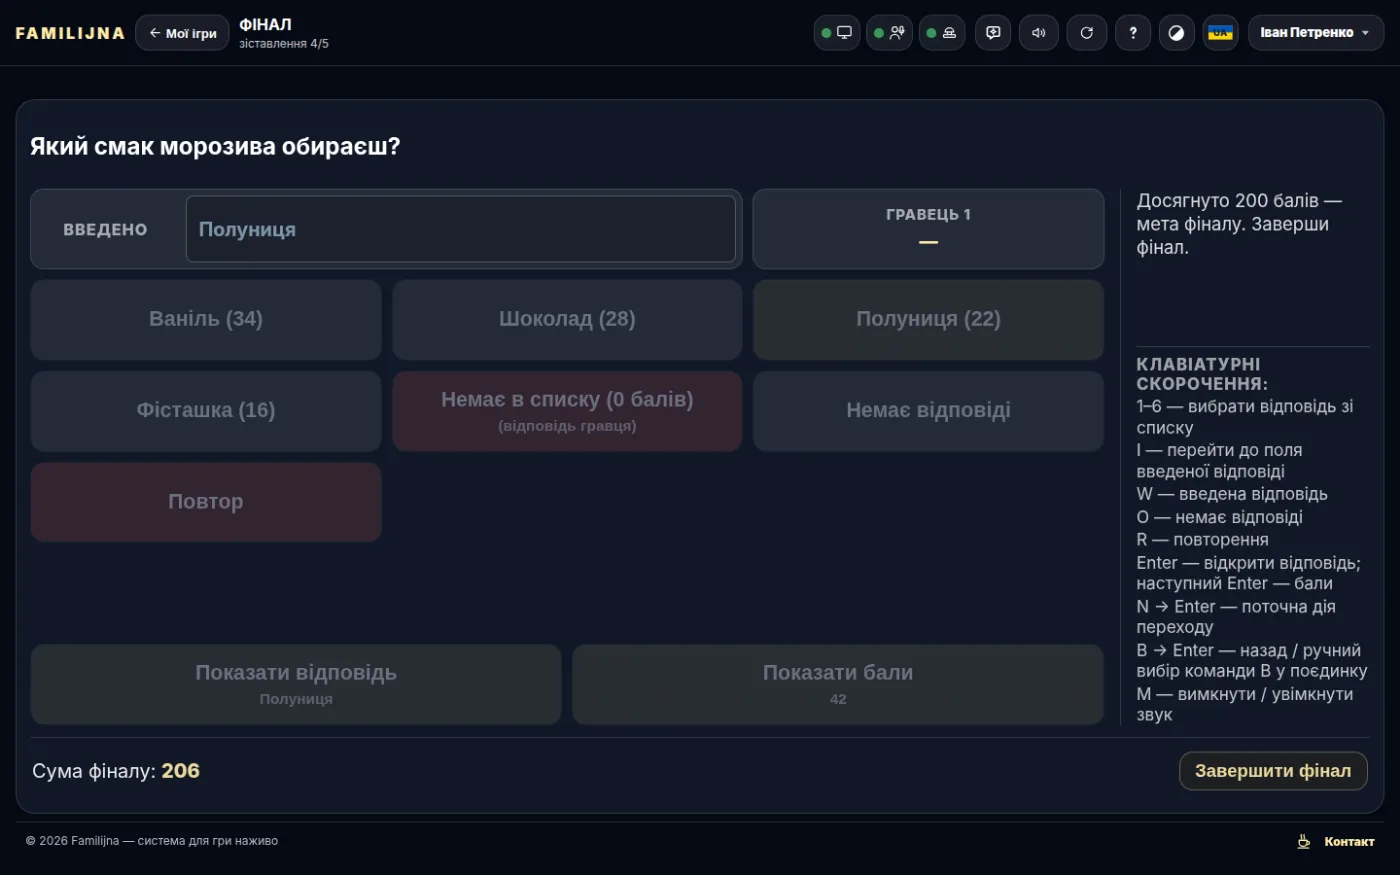 FAMILIJNA
← Мої ігри
ФІНАЛ
зіставлення 4/5
?
UA
Іван Петренко
Який смак морозива обираєш?
ВВЕДЕНО
Полуниця
ГРАВЕЦЬ 1
—
Ваніль (34)
Шоколад (28)
Полуниця (22)
Фісташка (16)
Немає в списку (0 балів)
(відповідь гравця)
Немає відповіді
Повтор
Показати відповідь
Полуниця
Показати бали
42
Досягнуто 200 балів —
мета фіналу. Заверши
фінал.
КЛАВІАТУРНІ
СКОРОЧЕННЯ:
1–6 — вибрати відповідь зі
списку
I — перейти до поля
введеної відповіді
W — введена відповідь
O — немає відповіді
R — повторення
Enter — відкрити відповідь;
наступний Enter — бали
N → Enter — поточна дія
переходу
B → Enter — назад / ручний
вибір команди B у поєдинку
M — вимкнути / увімкнути
звук
Сума фіналу: 206
Завершити фінал
© 2026 Familijna — система для гри наживо
Контакт